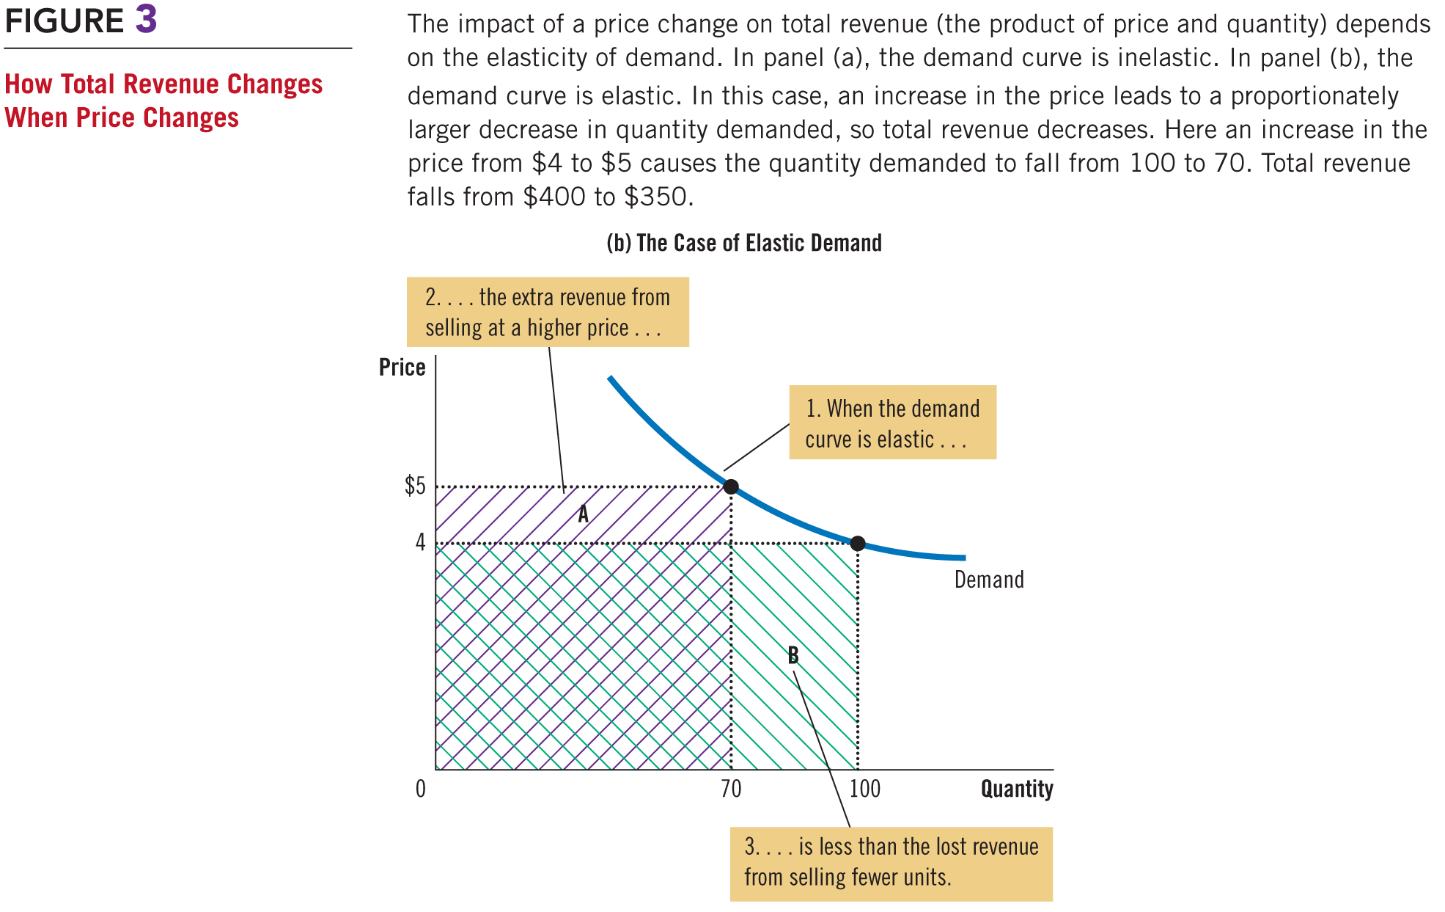 FIGURE 3
How Total Revenue Changes
When Price Changes
The impact of a price change on total revenue (the product of price and quantity) depends
on the elasticity of demand. In panel (a), the demand curve is inelastic. In panel (b), the
demand curve is elastic. In this case, an increase in the price leads to a proportionately
larger decrease in quantity demanded, so total revenue decreases. Here an increase in the
price from $4 to $5 causes the quantity demanded to fall from 100 to 70. Total revenue
falls from $400 to $350.
(b) The Case of Elastic Demand
2. . . . the extra revenue from
selling at a higher price . . .
Price
1. When the demand
curve is elastic . . .
$5
A
4
Demand
B
0
70
100
Quantity
3. . . . is less than the lost revenue
from selling fewer units.